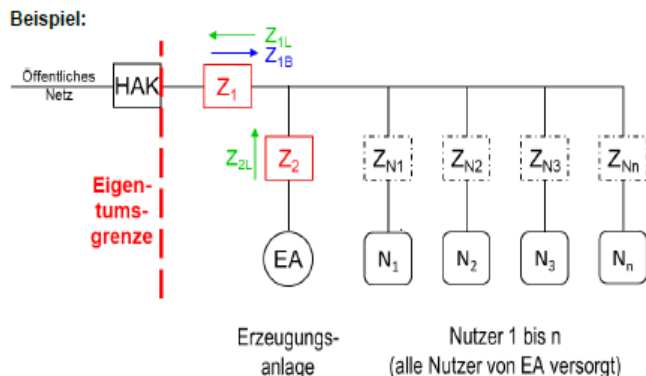 Beispiel:
Z1L
Z1B
Öffentliches
Netz
HAK
Z1
Z2L
Z2
ZN1
ZN2
ZN3
ZNn
Eigen-
tums-
grenze
EA
N1
N2
N3
Nn
Erzeugungs-
anlage
Nutzer 1 bis n
(alle Nutzer von EA versorgt)